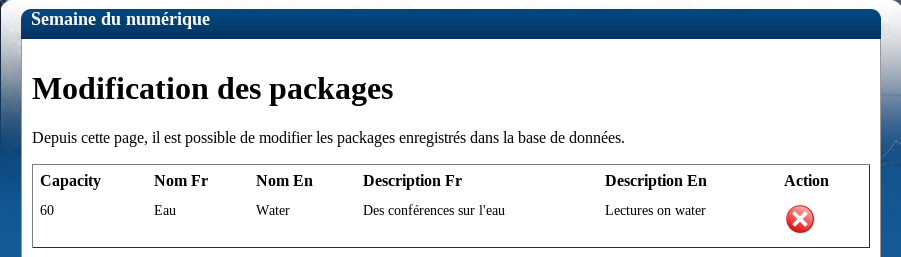 Semaine du numérique
Modification des packages
Depuis cette page, il est possible de modifier les packages enregistrés dans la base de données.
Capacity Nom Fr Nom En Description Fr Description En Action
60 Eau Water Des conférences sur l'eau Lectures on water